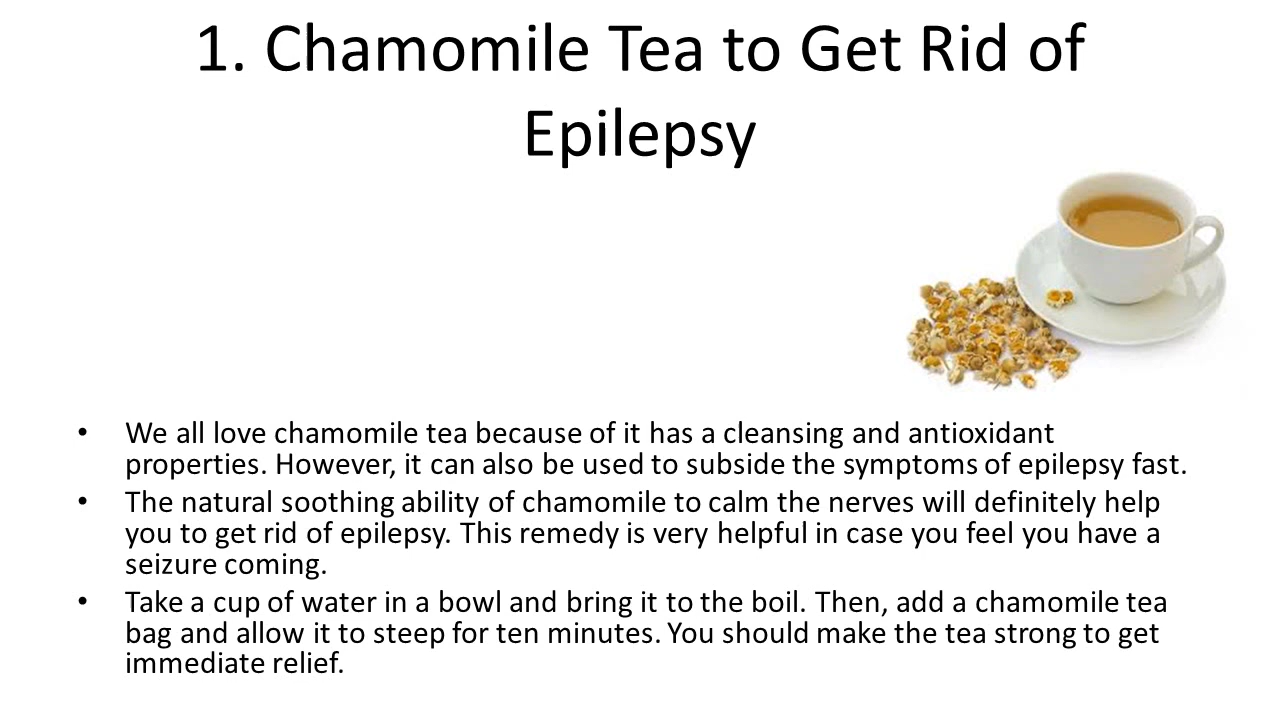 1. Chamomile Tea to Get Rid of
Epilepsy
• We all love chamomile tea because of it has a cleansing and antioxidant
properties. However, it can also be used to subside the symptoms of epilepsy fast.
• The natural soothing ability of chamomile to calm the nerves will definitely help
you to get rid of epilepsy. This remedy is very helpful in case you feel you have a
seizure coming.
• Take a cup of water in a bowl and bring it to the boil. Then, add a chamomile tea
bag and allow it to steep for ten minutes. You should make the tea strong to get
immediate relief.